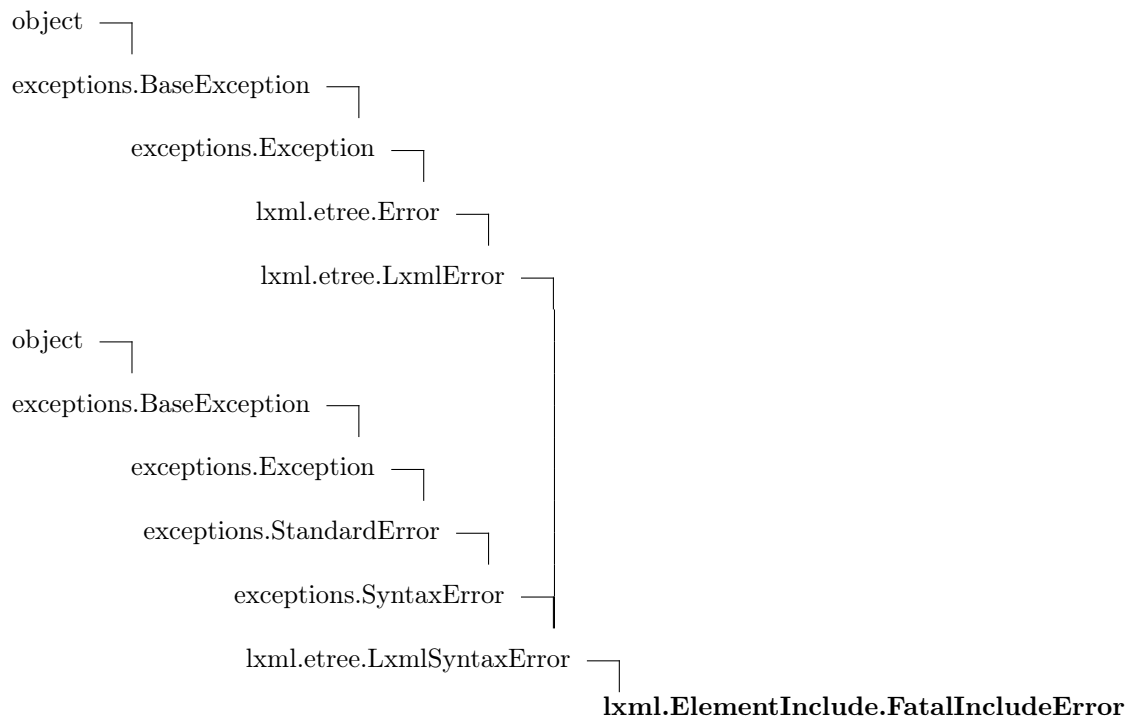 object
exceptions.BaseException
exceptions.Exception
lxml.etree.Error
lxml.etree.LxmlError
object
exceptions.BaseException
exceptions.Exception
exceptions.StandardError
exceptions.SyntaxError
lxml.etree.LxmlSyntaxError
lxml.ElementInclude.FatalIncludeError